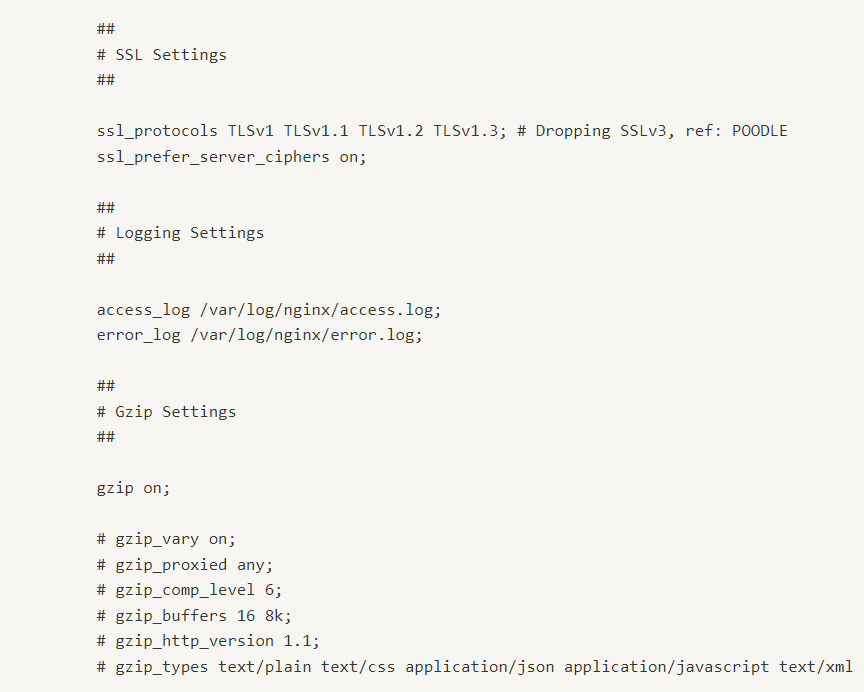 ##
# SSL Settings
##
ssl_protocols TLSv1 TLSv1.1 TLSv1.2 TLSv1.3; # Dropping SSLv3, ref: POODLE
ssl_prefer_server_ciphers on;
##
# Logging Settings
##
access_log /var/log/nginx/access.log;
error_log /var/log/nginx/error.log;
##
# Gzip Settings
##
gzip on;
# gzip_vary on;
# gzip_proxied any;
# gzip_comp_level 6;
# gzip_buffers 16 8k;
# gzip_http_version 1.1;
# gzip_types text/plain text/css application/json application/javascript text/xml